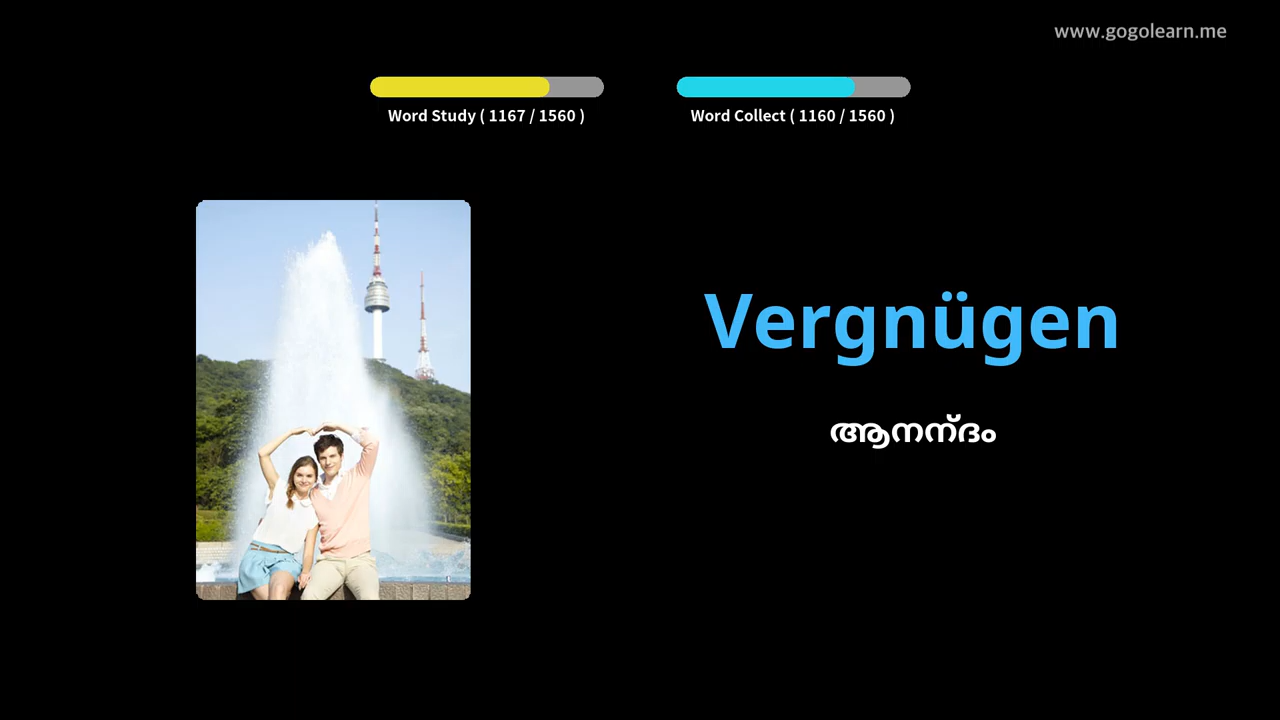 www.gogolearn.me
Word Study ( 1167 / 1560 )
Word Collect ( 1160 / 1560 )
Vergnügen
ആനന്ദം